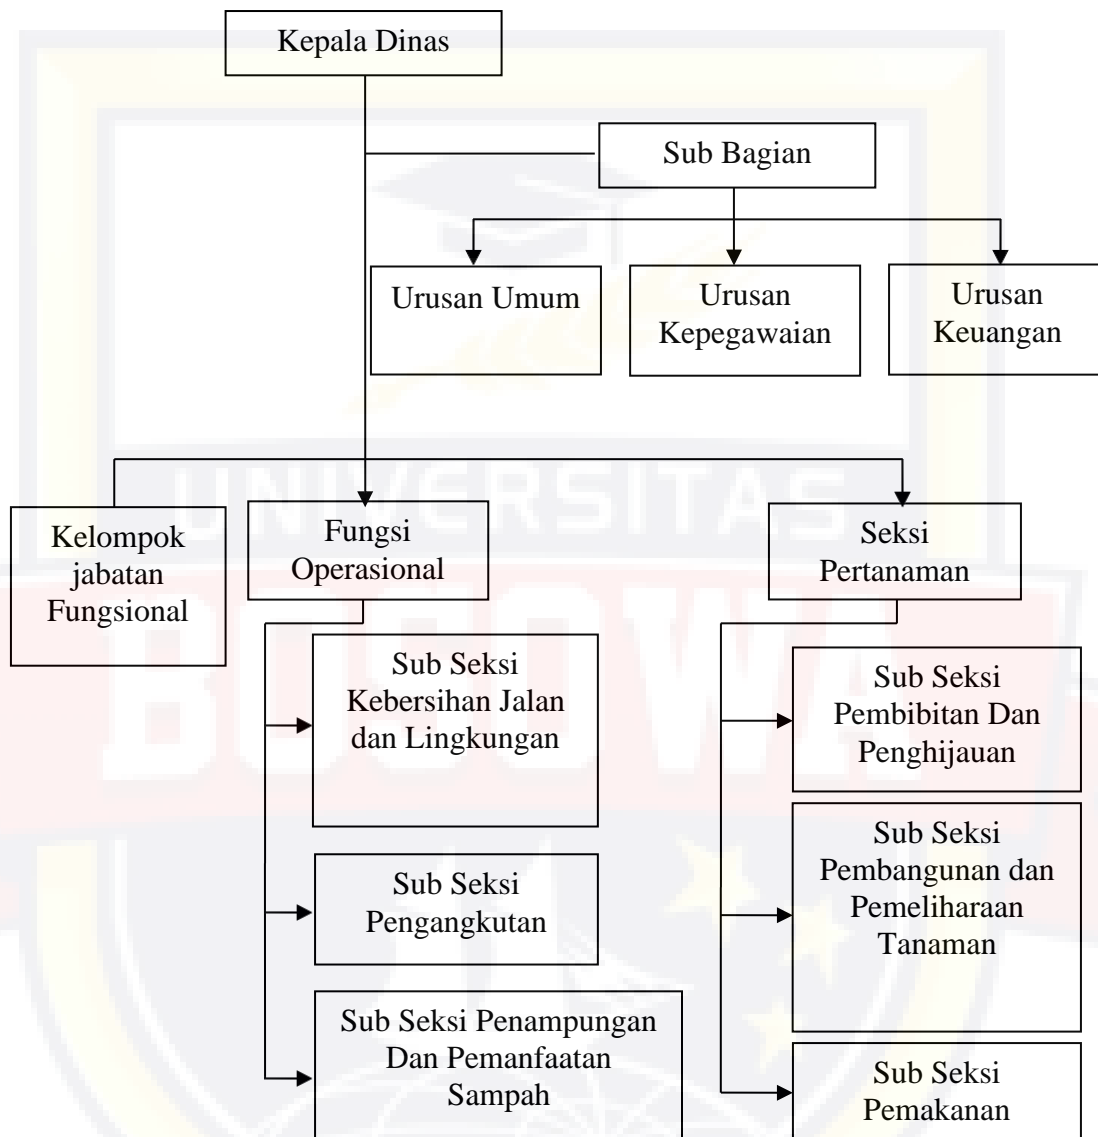 Kepala Dinas
Sub Bagian
Urusan Umum
Urusan
Kepegawaian
Urusan
Keuangan
UNIVERSITAS
Kelompok
jabatan
Fungsional
Fungsi
Operasional
Seksi
Pertanaman
BOSOWA
Sub Seksi
Kebersihan Jalan
dan Lingkungan
Sub Seksi
Pengangkutan
Sub Seksi Penampungan
Dan Pemanfaatan
Sampah
Sub Seksi
Pembibitan Dan
Penghijauan
Sub Seksi
Pembangunan dan
Pemeliharaan
Tanaman
Sub Seksi
Pemakanan